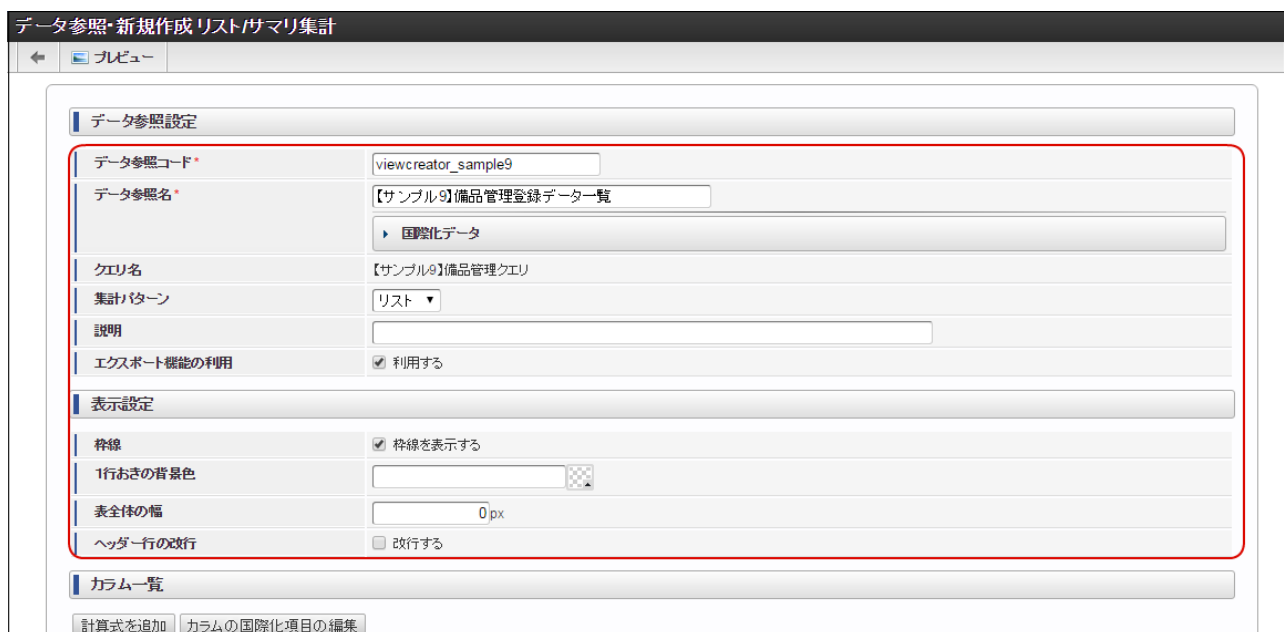 データ参照・新規作成 リスト/サマリ集計
プレビュー
データ参照設定
データ参照コード*
viewcreator_sample9
データ参照名*
【サンプル9】備品管理登録データ一覧
国際化データ
クエリ名
【サンプル9】備品管理クエリ
集計パターン
リスト
説明
エクスポート機能の利用
利用する
表示設定
枠線
枠線を表示する
1行おきの背景色
表全体の幅
0 px
ヘッダー行の改行
改行する
カラム一覧
計算式を追加 カラムの国際化項目の編集